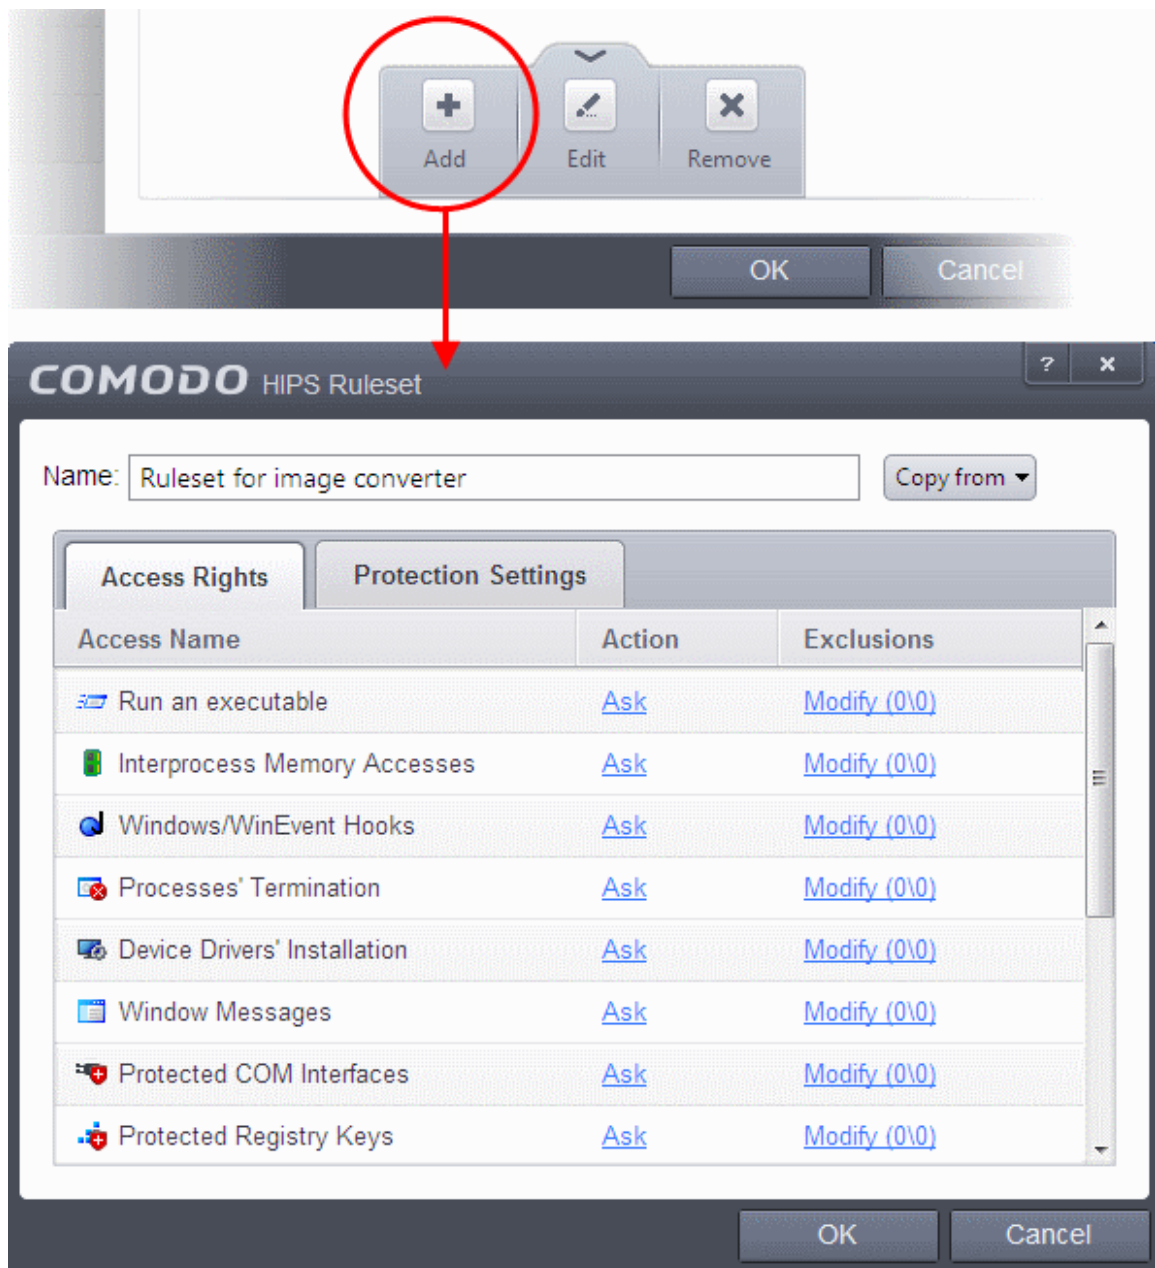 Add Edit Remove
OK Cancel
COMODO HIPS Ruleset ? x
Name: Ruleset for image converter Copy from
Access Rights Protection Settings
Access Name Action Exclusions
Run an executable Ask Modify (0\0)
Interprocess Memory Accesses Ask Modify (0\0)
Windows/WinEvent Hooks Ask Modify (0\0)
Processes' Termination Ask Modify (0\0)
Device Drivers' Installation Ask Modify (0\0)
Window Messages Ask Modify (0\0)
Protected COM Interfaces Ask Modify (0\0)
Protected Registry Keys Ask Modify (0\0)
OK Cancel